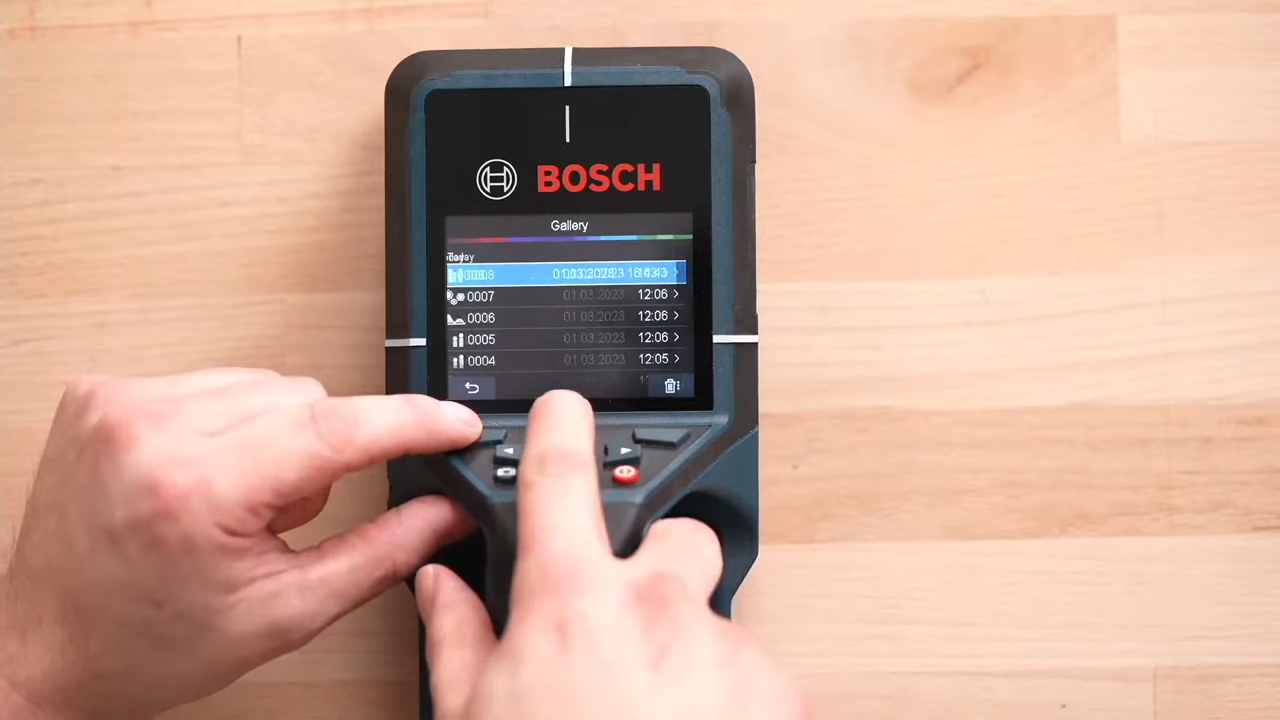 BOSCH
Gallery
0007 01.03.2023 12:06
0006 01.03.2023 12:06
0005 01.03.2023 12:06
0004 01.03.2023 12:05